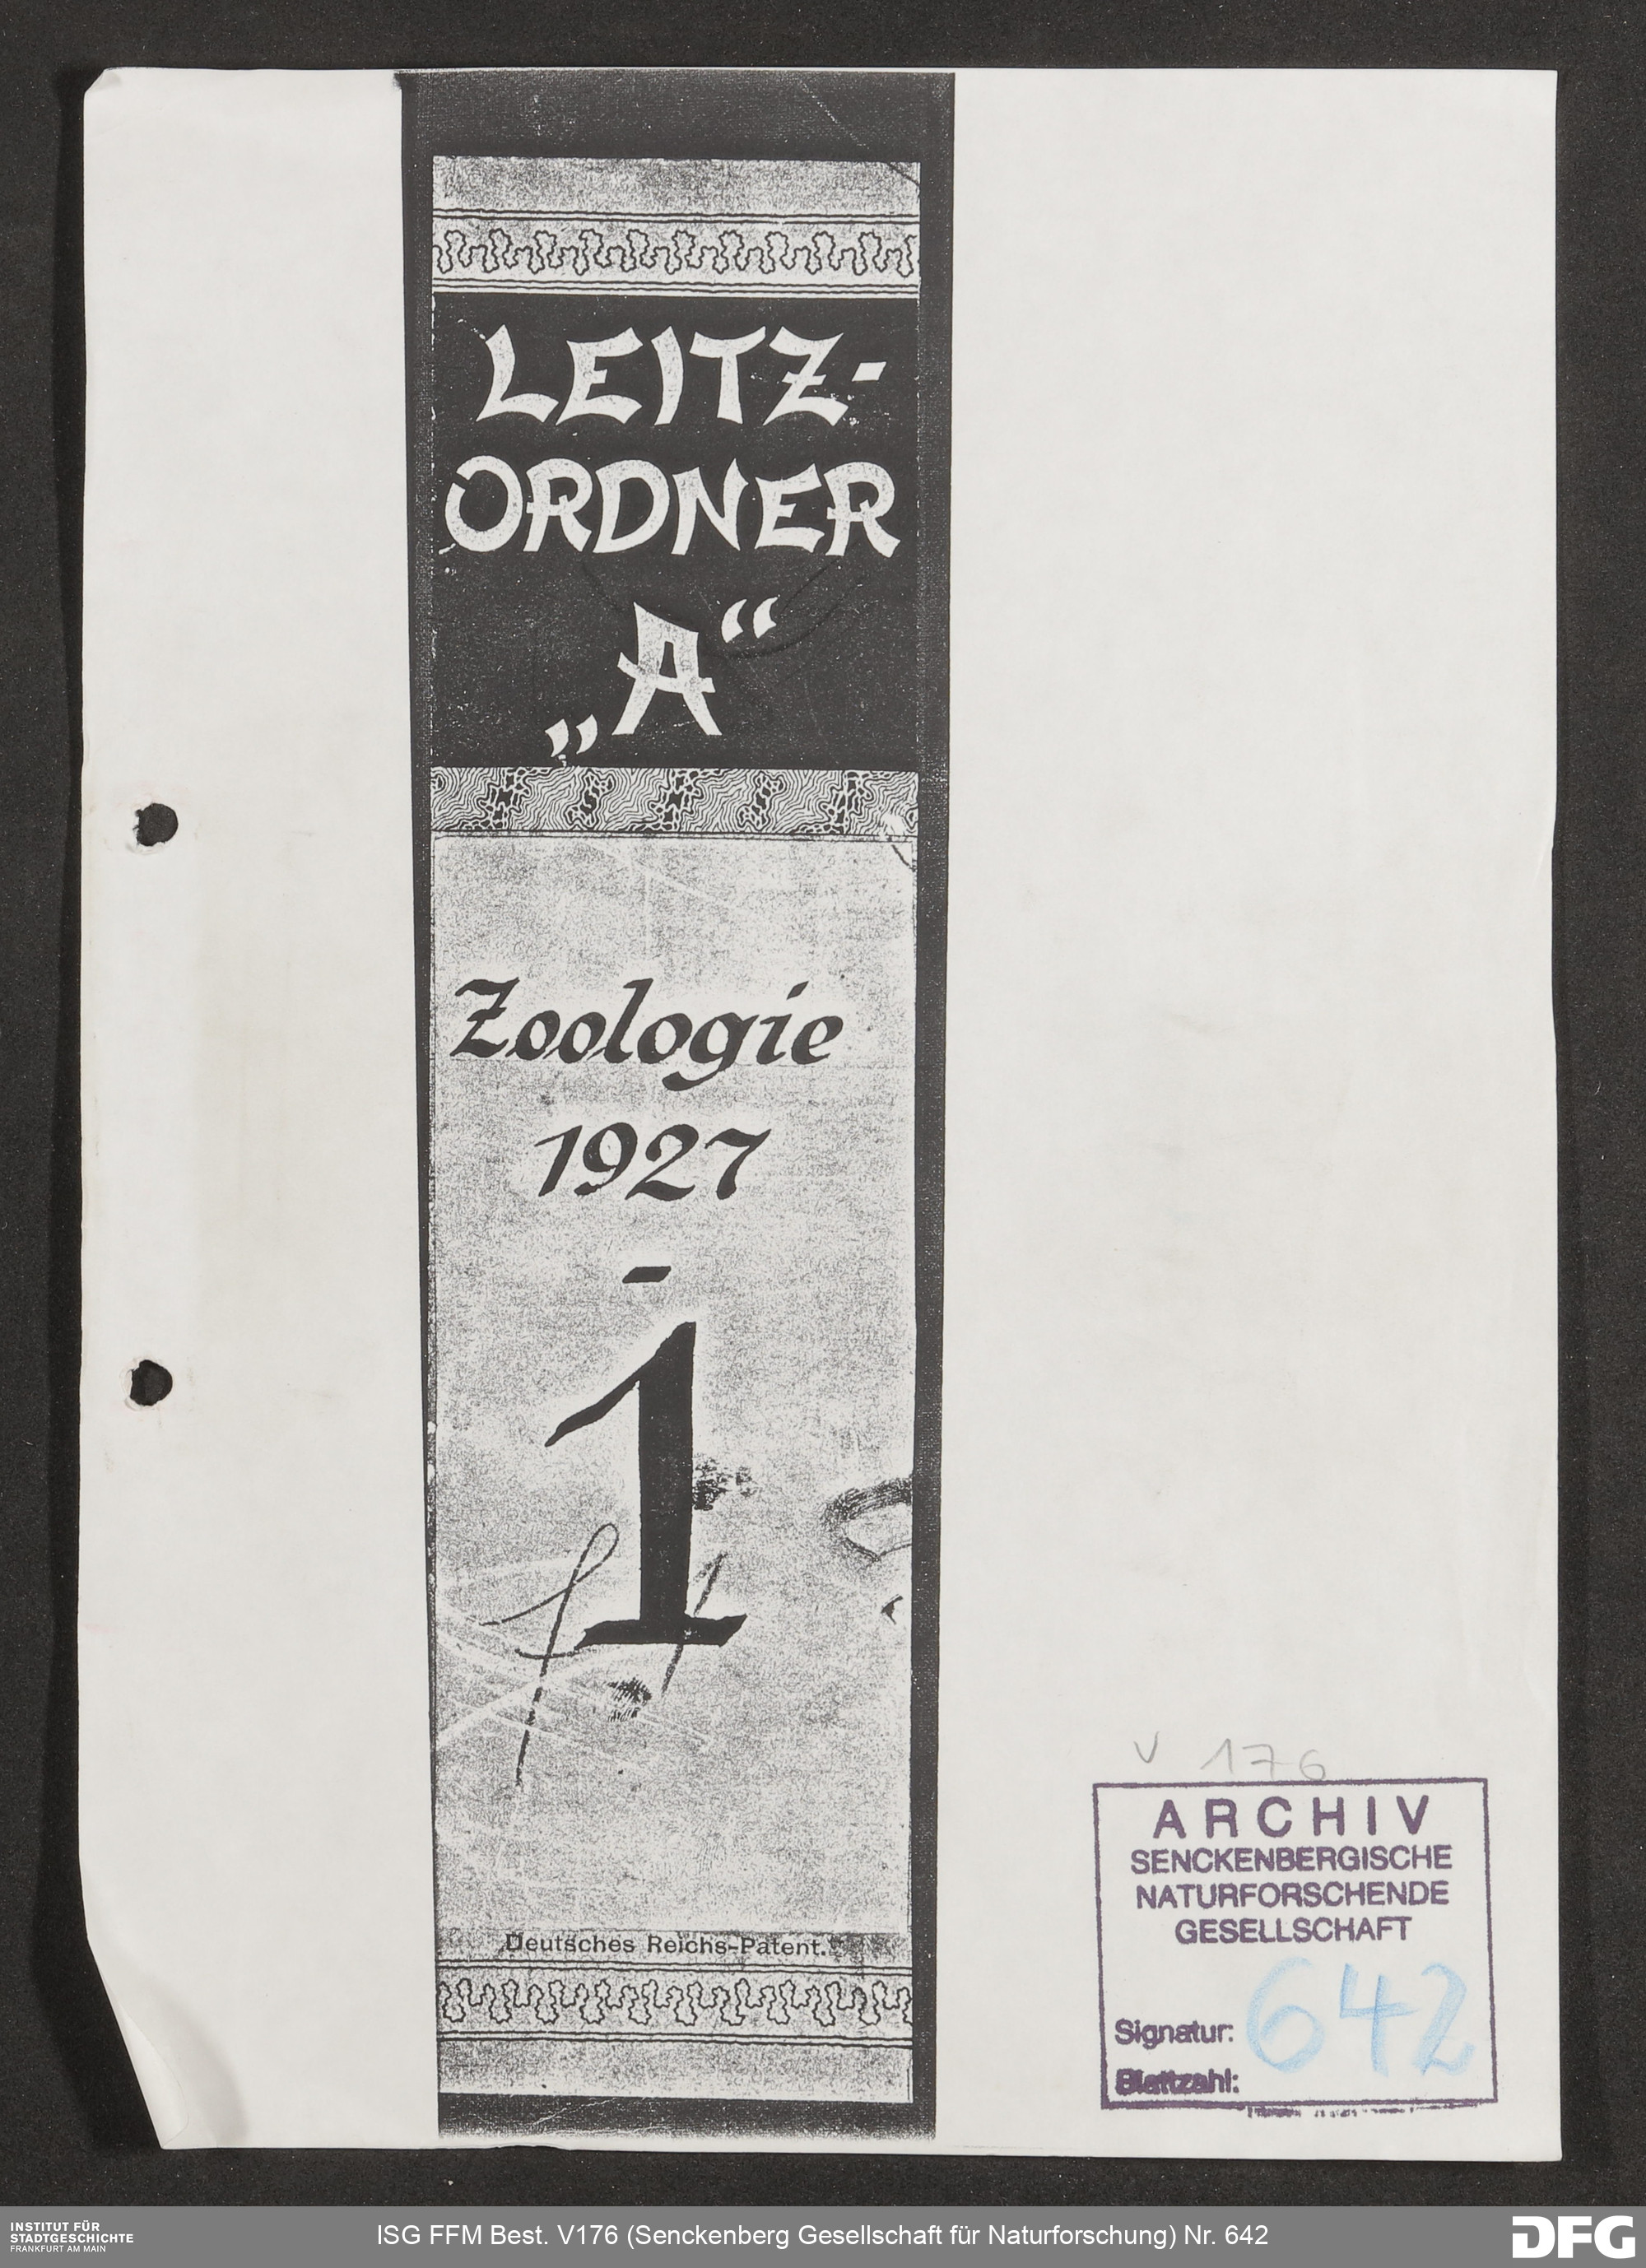 LEITZ-
ORDNER
„A“
Zoologie
1927
-
1
Deutsches Reichs-Patent.
V 176
ARCHIV
SENCKENBERGISCHE
NATURFORSCHENDE
GESELLSCHAFT
Signatur: 642
Blattzahl:
INSTITUT FÜR
STADTGESCHICHTE
FRANKFURT AM MAIN
ISG FFM Best. V176 (Senckenberg Gesellschaft für Naturforschung) Nr. 642
DFG